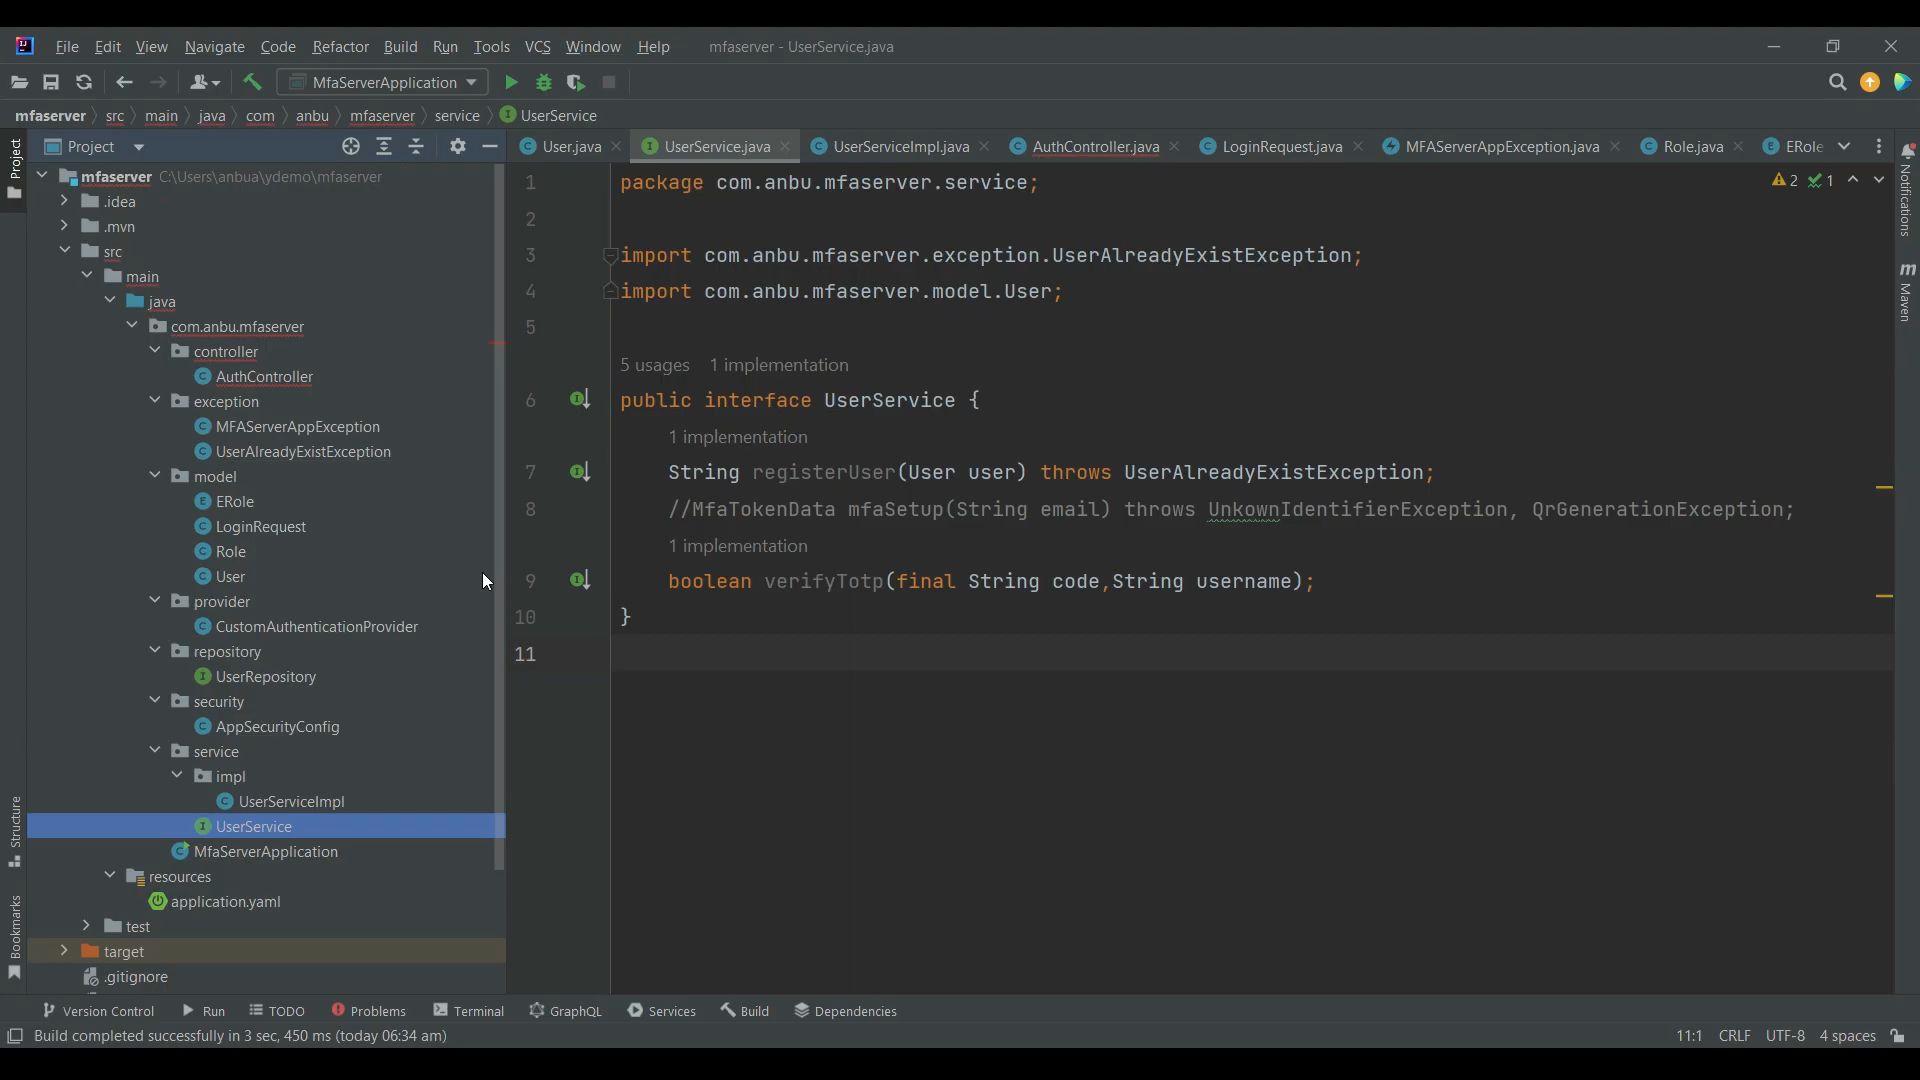 File Edit View Navigate Code Refactor Build Run Tools VCS Window Help mfaserver - UserService.java
MfaServerApplication
mfaserver src main java com anbu mfaserver service UserService
Project
User.java UserService.java UserServiceImpl.java AuthController.java LoginRequest.java MFAServerAppException.java Role.java ERole
Project
mfaserver C:\Users\anbua\ydemo\mfaserver
.idea
.mvn
src
main
java
com.anbu.mfaserver
controller
AuthController
exception
MFAServerAppException
UserAlreadyExistException
model
ERole
LoginRequest
Role
User
provider
CustomAuthenticationProvider
repository
UserRepository
security
AppSecurityConfig
service
impl
UserServiceImpl
UserService
MfaServerApplication
resources
application.yaml
test
target
.gitignore
Structure
Bookmarks
1 package com.anbu.mfaserver.service;
2
3 import com.anbu.mfaserver.exception.UserAlreadyExistException;
4 import com.anbu.mfaserver.model.User;
5
5 usages 1 implementation
6 public interface UserService {
1 implementation
7 String registerUser(User user) throws UserAlreadyExistException;
8 //MfaTokenData mfaSetup(String email) throws UnkownIdentifierException, QrGenerationException;
1 implementation
9 boolean verifyTotp(final String code,String username);
10 }
11
2 1
Notifications
m Maven
Version Control Run TODO Problems Terminal GraphQL Services Build Dependencies
Build completed successfully in 3 sec, 450 ms (today 06:34 am) 11:1 CRLF UTF-8 4 spaces